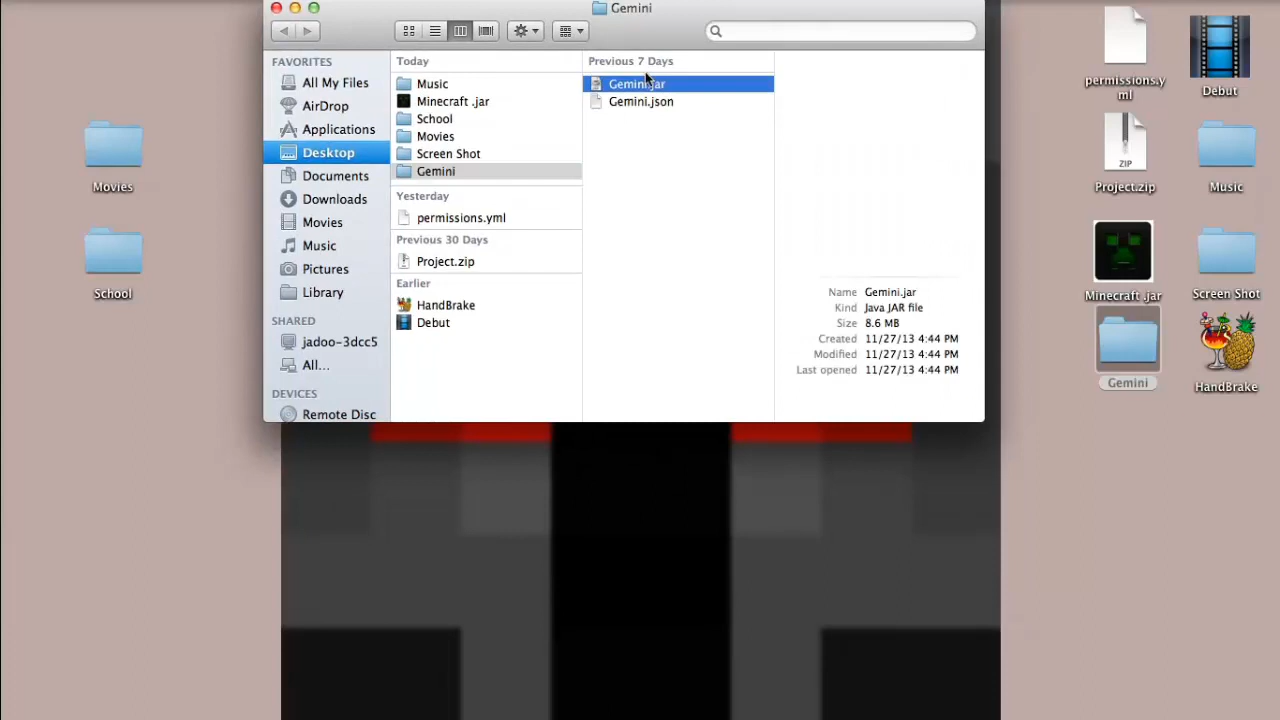 Gemini
FAVORITES
All My Files
AirDrop
Applications
Desktop
Documents
Downloads
Movies
Music
Pictures
Library
SHARED
jadoo-3dcc5
All...
DEVICES
Remote Disc
Today
Music
Minecraft .jar
School
Movies
Screen Shot
Gemini
Yesterday
permissions.yml
Previous 30 Days
Project.zip
Earlier
HandBrake
Debut
Previous 7 Days
Gemini.jar
Gemini.json
Name Gemini.jar
Kind Java JAR file
Size 8.6 MB
Created 11/27/13 4:44 PM
Modified 11/27/13 4:44 PM
Last opened 11/27/13 4:44 PM
Movies
School
permissions.y
ml
Debut
ZIP
Project.zip
Music
Minecraft .jar
Screen Shot
Gemini
HandBrake